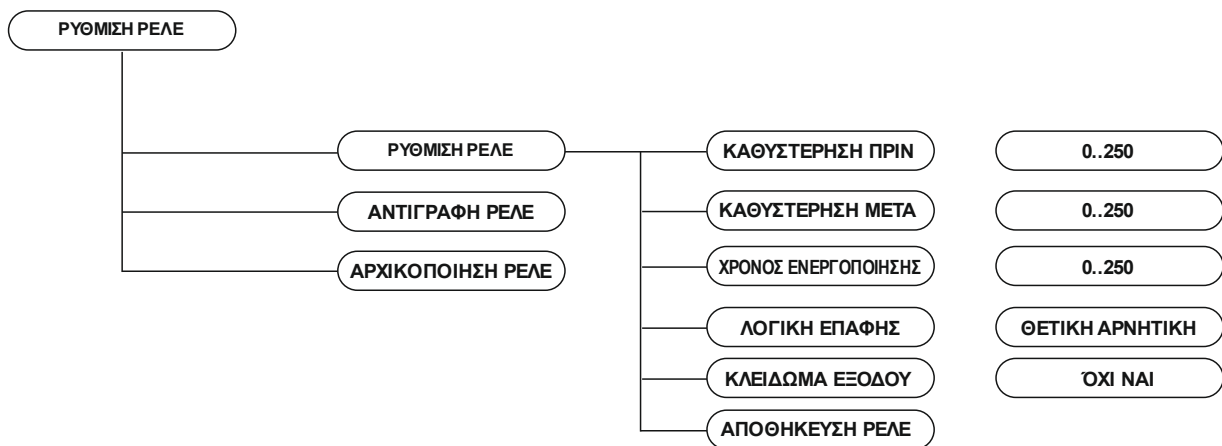 ΡΥΘΜΙΣΗ ΡΕΛΕ
ΡΥΘΜΙΣΗ ΡΕΛΕ
ΚΑΘΥΣΤΕΡΗΣΗ ΠΡΙΝ
0..250
ΑΝΤΙΓΡΑΦΗ ΡΕΛΕ
ΚΑΘΥΣΤΕΡΗΣΗ ΜΕΤΑ
0..250
ΑΡΧΙΚΟΠΟΙΗΣΗ ΡΕΛΕ
ΧΡΟΝΟΣ ΕΝΕΡΓΟΠΟΙΗΣΗΣ
0..250
ΛΟΓΙΚΗ ΕΠΑΦΗΣ
ΘΕΤΙΚΗ ΑΡΝΗΤΙΚΗ
ΚΛΕΙΔΩΜΑ ΕΞΟΔΟΥ
ΌΧΙ ΝΑΙ
ΑΠΟΘΗΚΕΥΣΗ ΡΕΛΕ